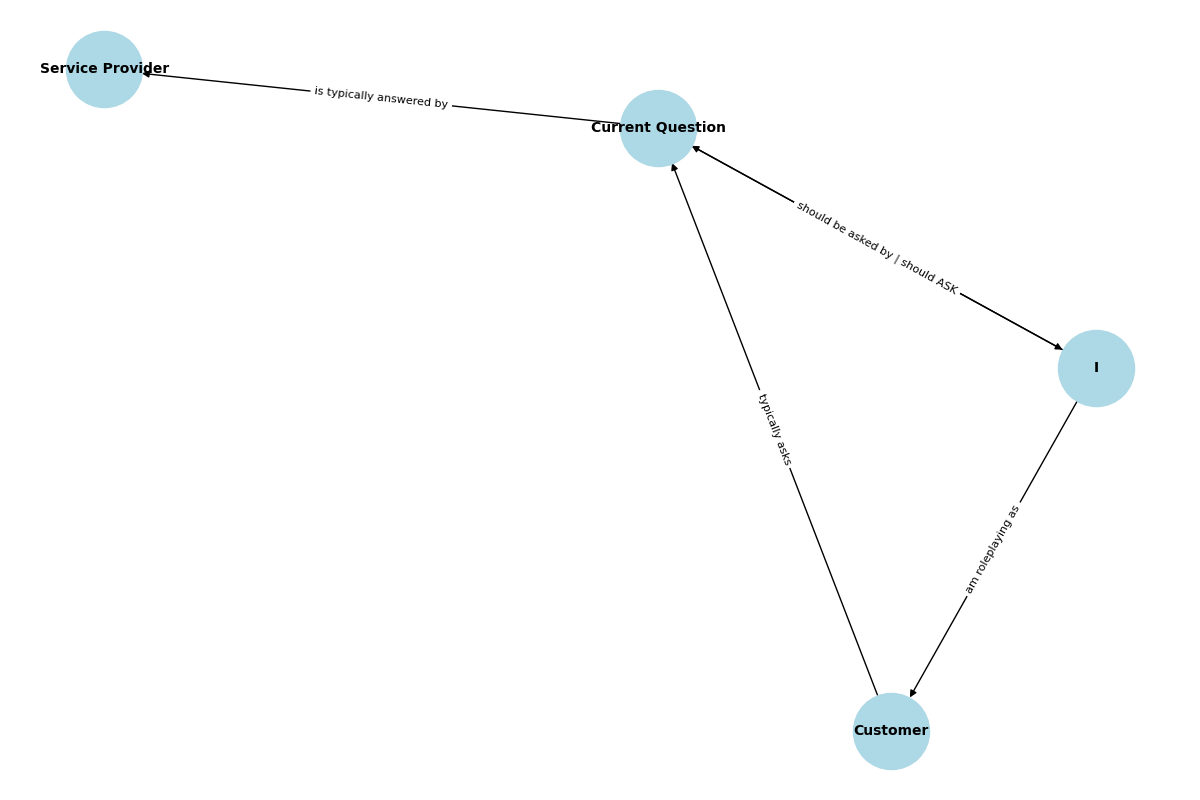 Service Provider
is typically answered by
Current Question
should be asked by | should ASK
I
typically asks
am roleplaying as
Customer